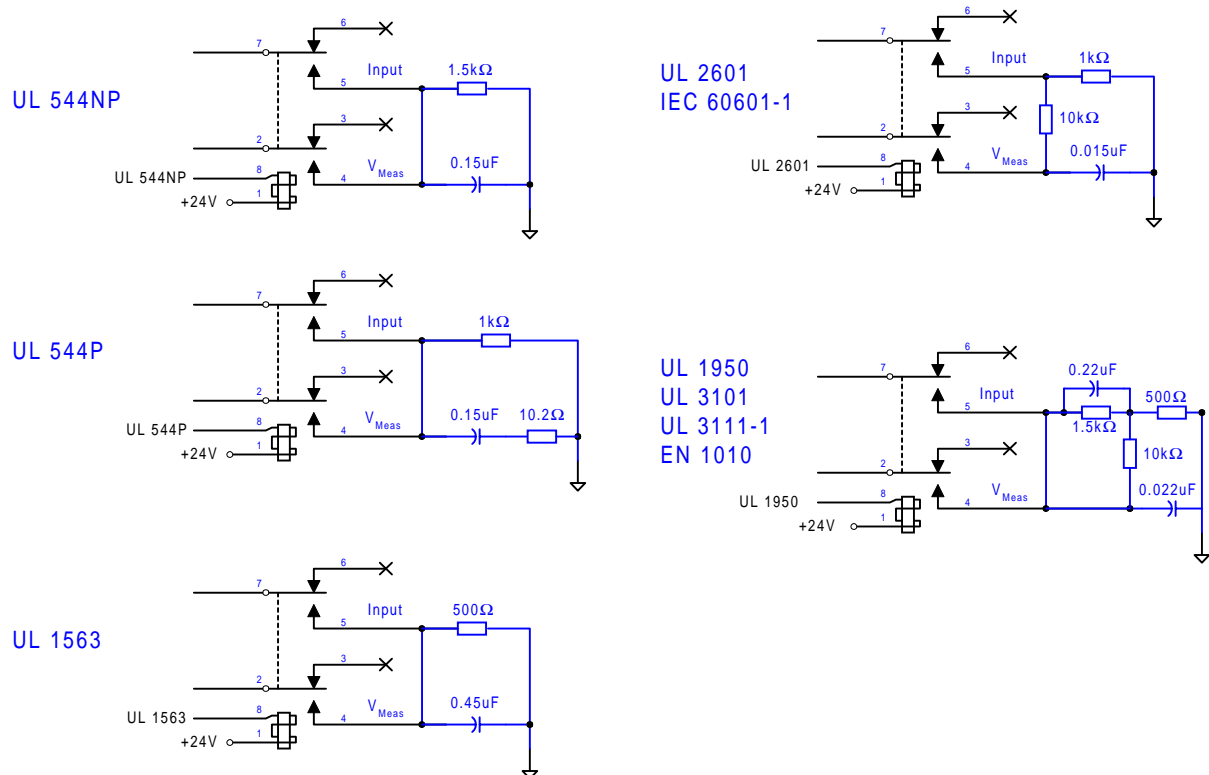 UL 544NP
7
6
5
Input
1.5kΩ
3
2
4
V Meas
0.15uF
UL 544NP
8
1
+24V
UL 544P
7
6
5
Input
1kΩ
3
2
4
V Meas
0.15uF
10.2Ω
UL 544P
8
1
+24V
UL 1563
7
6
5
Input
500Ω
3
2
4
V Meas
0.45uF
UL 1563
8
1
+24V
UL 2601
IEC 60601-1
7
6
5
Input
1kΩ
10kΩ
3
2
4
V Meas
0.015uF
UL 2601
8
1
+24V
UL 1950
UL 3101
UL 3111-1
EN 1010
7
6
5
Input
0.22uF
1.5kΩ
500Ω
10kΩ
3
2
4
V Meas
0.022uF
UL 1950
8
1
+24V